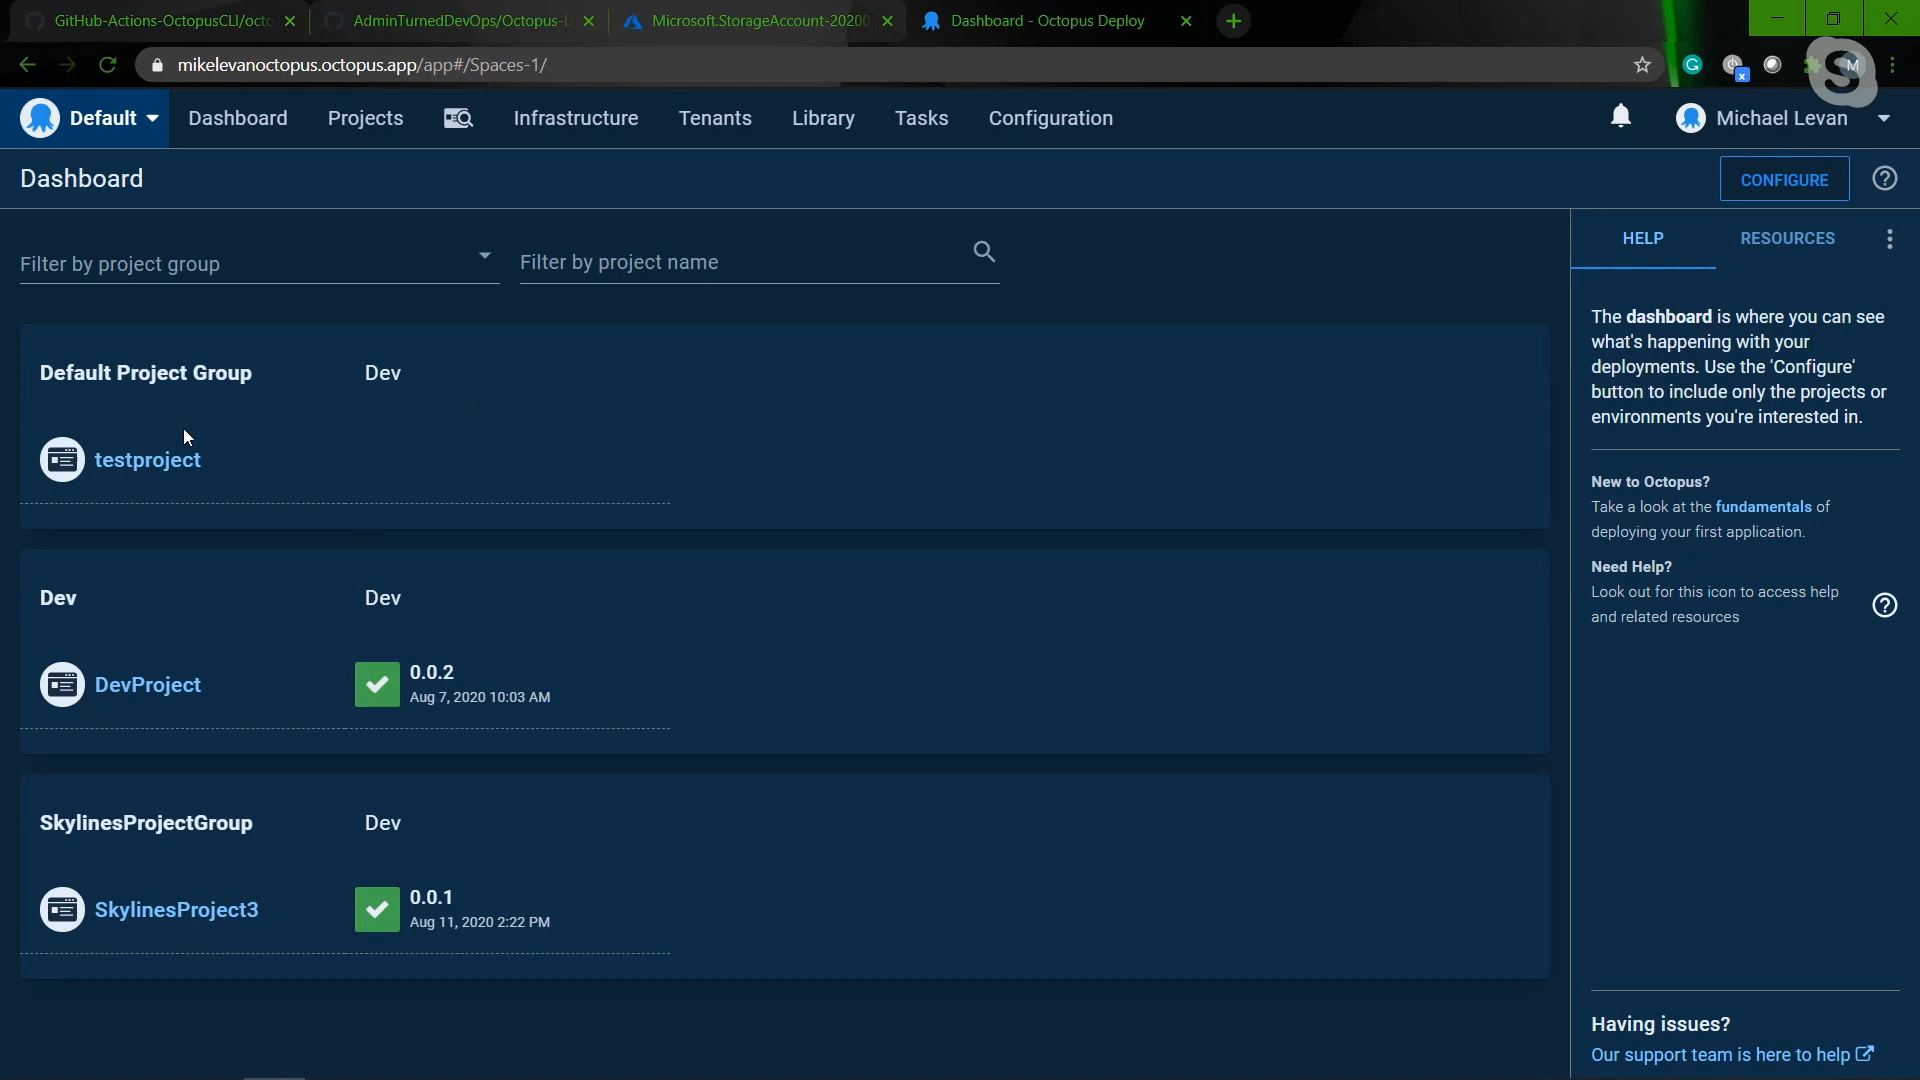 GitHub-Actions-OctopusCLI/octo
AdminTurnedDevOps/Octopus-L
Microsoft.StorageAccount-20200
Dashboard - Octopus Deploy
mikelevanoctopus.octopus.app/app#/Spaces-1/
M
Default
Dashboard
Projects
Infrastructure
Tenants
Library
Tasks
Configuration
Michael Levan
Dashboard
CONFIGURE
Filter by project group
Filter by project name
HELP
RESOURCES
Default Project Group
Dev
testproject
Dev
Dev
DevProject
0.0.2
Aug 7, 2020 10:03 AM
SkylinesProjectGroup
Dev
SkylinesProject3
0.0.1
Aug 11, 2020 2:22 PM
The dashboard is where you can see
what's happening with your
deployments. Use the 'Configure'
button to include only the projects or
environments you're interested in.
New to Octopus?
Take a look at the fundamentals of
deploying your first application.
Need Help?
Look out for this icon to access help
and related resources
Having issues?
Our support team is here to help